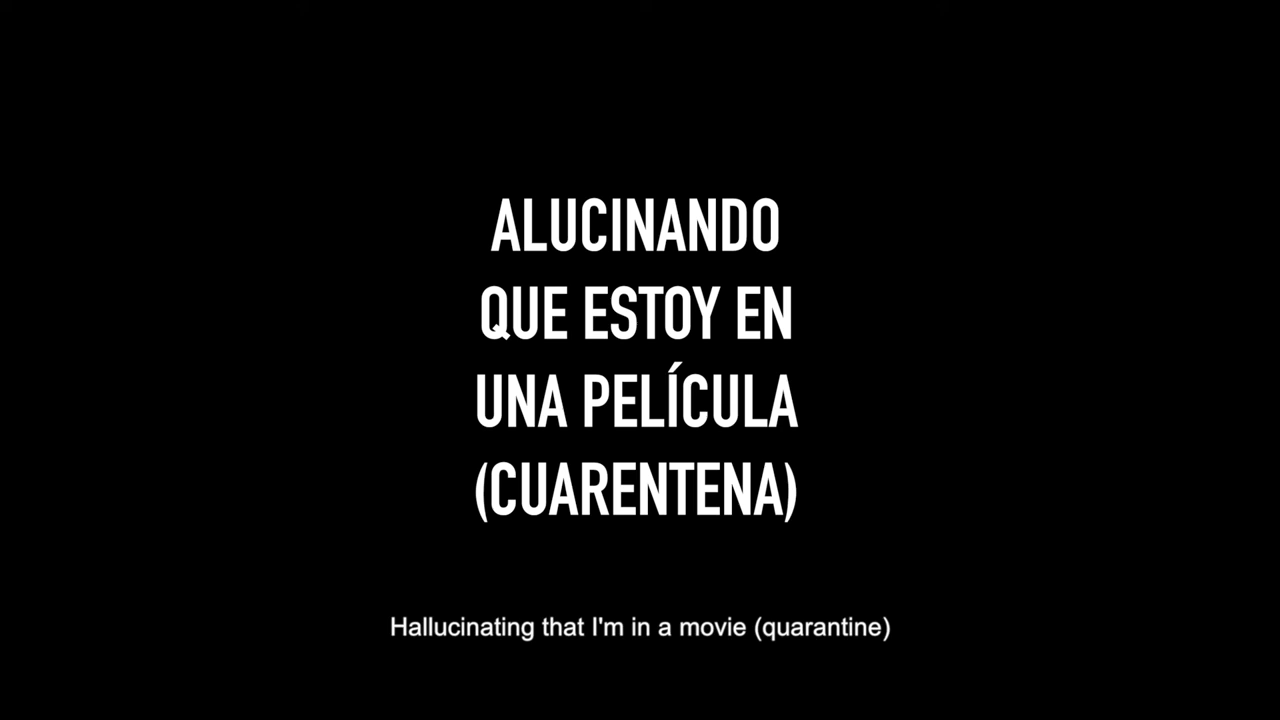 ALUCINANDO
QUE ESTOY EN
UNA PELÍCULA
(CUARENTENA)
Hallucinating that I'm in a movie (quarantine)